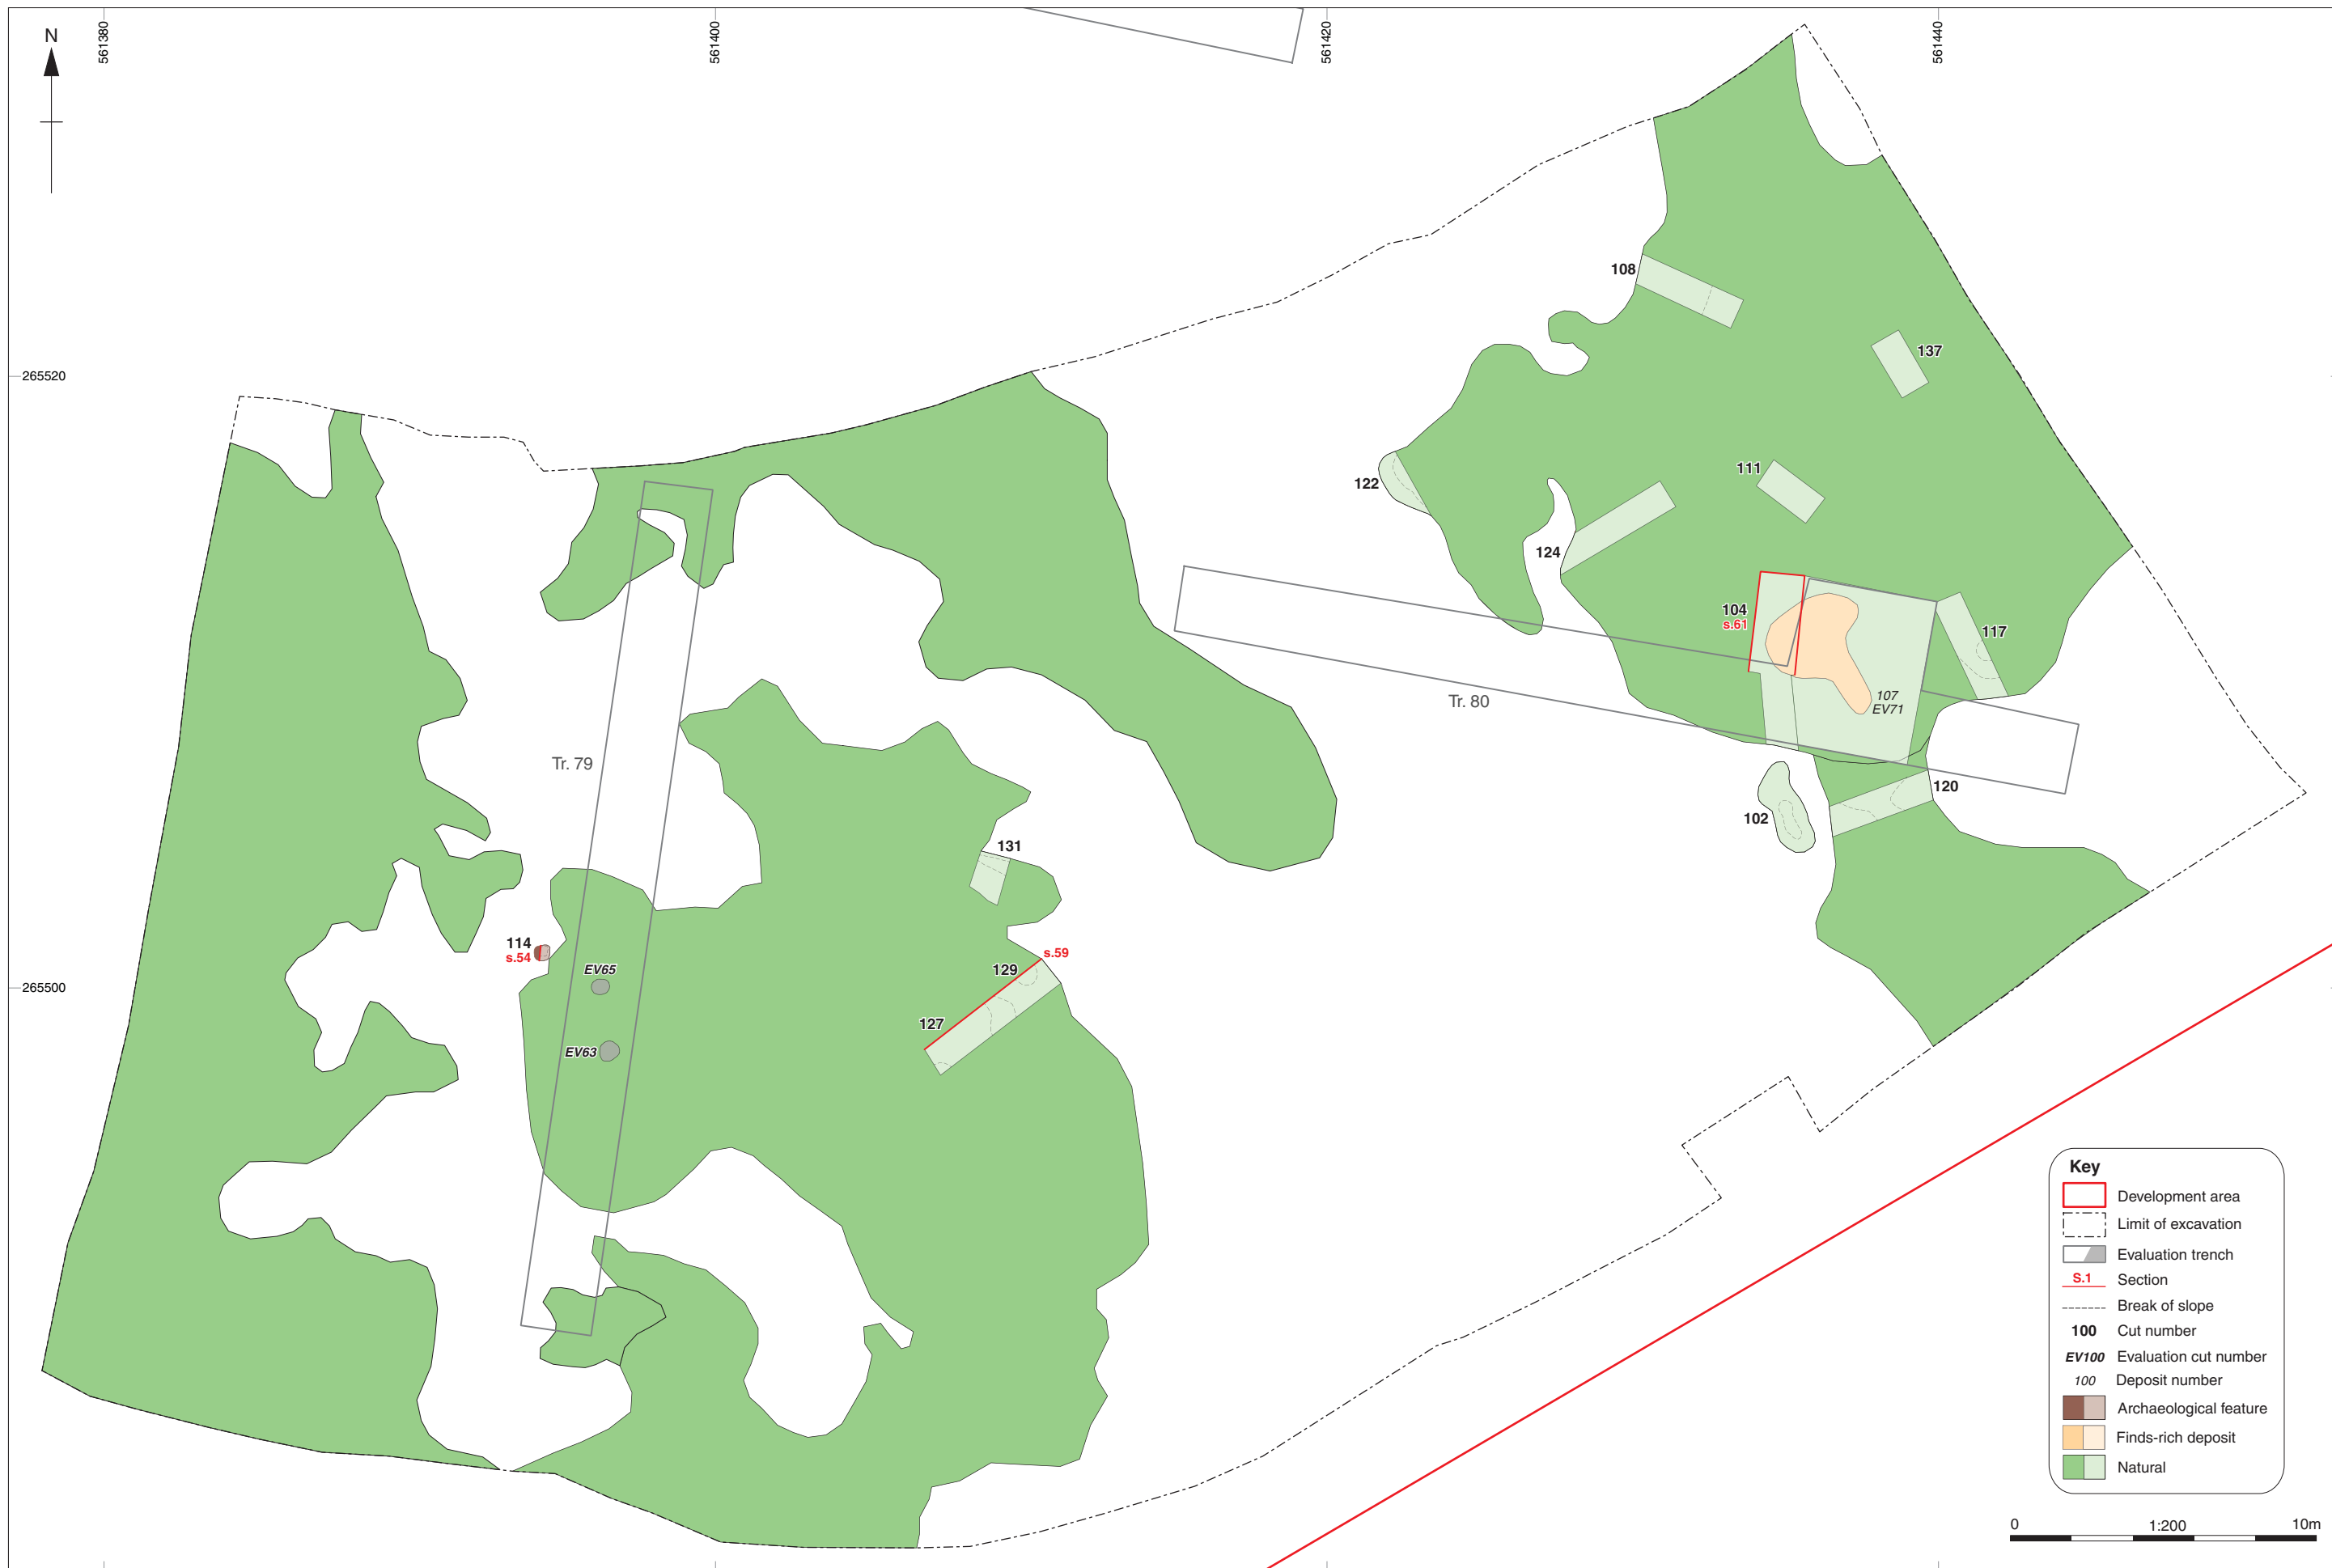 N
561380
561400
561420
561440
265520
265500
108
137
122
111
124
104
s.61
117
107
EV71
Tr. 80
Tr. 79
120
102
131
114
s.54
EV65
s.59
129
127
EV63
Key
Development area
Limit of excavation
Evaluation trench
S.1 Section
Break of slope
100 Cut number
EV100 Evaluation cut number
100 Deposit number
Archaeological feature
Finds-rich deposit
Natural
0 1:200 10m